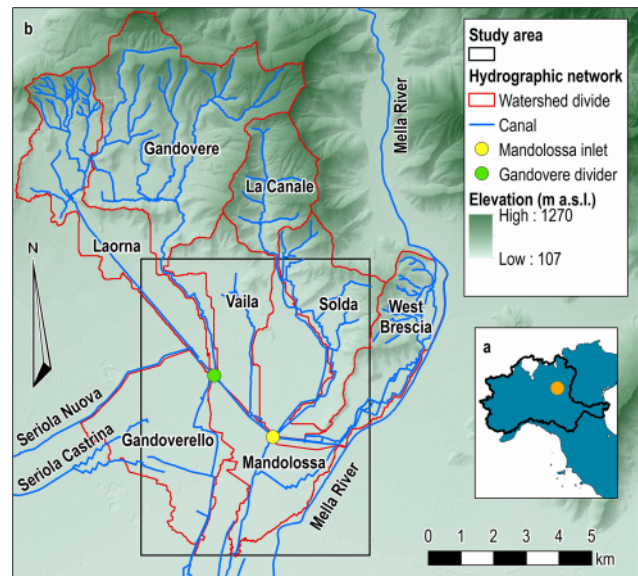 b
Study area
Hydrographic network
Watershed divide
Canal
Mandolossa inlet
Gandovere divider
Elevation (m a.s.l.)
High : 1270
Low : 107
Mella River
Gandovere
La Canale
Laorna
N
Vaila
Solda
West
Brescia
a
Seriola Nuova
Seriola Castrina
Gandoverello
Mandolossa
Mella River
0 1 2 3 4 5
km